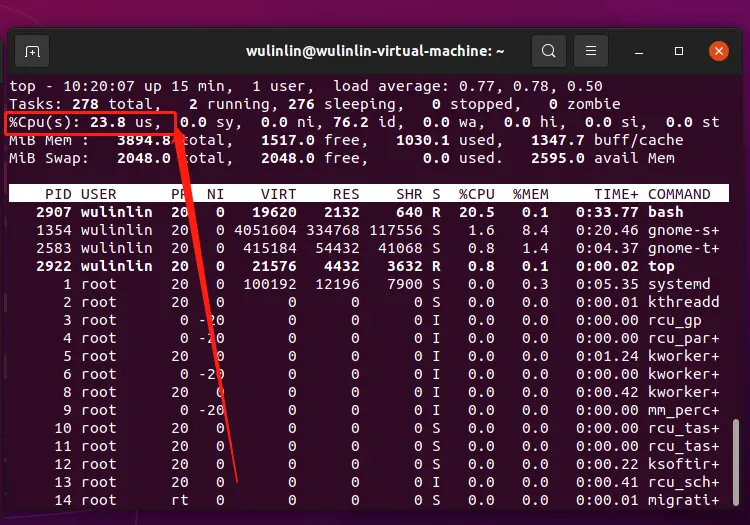 wulinlin@wulinlin-virtual-machine: ~
top - 10:20:07 up 15 min,  1 user,  load average: 0.77, 0.78, 0.50
Tasks: 278 total,   2 running, 276 sleeping,   0 stopped,   0 zombie
%Cpu(s): 23.8 us,  0.0 sy,  0.0 ni, 76.2 id,  0.0 wa,  0.0 hi,  0.0 si,  0.0 st
MiB Mem :   3894.8 total,   1517.0 free,   1030.1 used,   1347.7 buff/cache
MiB Swap:   2048.0 total,   2048.0 free,      0.0 used.   2595.0 avail Mem
PID USER PR NI VIRT RES SHR S %CPU %MEM TIME+ COMMAND
2907 wulinlin 20 0 19620 2132 640 R 20.5 0.1 0:33.77 bash
1354 wulinlin 20 0 4051604 334768 117556 S 1.6 8.4 0:20.46 gnome-s+
2583 wulinlin 20 0 415184 54432 41068 S 0.8 1.4 0:04.37 gnome-t+
2922 wulinlin 20 0 21576 4432 3632 R 0.8 0.1 0:00.02 top
1 root 20 0 100192 12196 7900 S 0.0 0.3 0:05.35 systemd
2 root 20 0 0 0 0 S 0.0 0.0 0:00.01 kthreadd
3 root 0 -20 0 0 0 I 0.0 0.0 0:00.00 rcu_gp
4 root 0 -20 0 0 0 I 0.0 0.0 0:00.00 rcu_par+
5 root 20 0 0 0 0 I 0.0 0.0 0:01.24 kworker+
6 root 0 -20 0 0 0 I 0.0 0.0 0:00.00 kworker+
8 root 20 0 0 0 0 I 0.0 0.0 0:00.42 kworker+
9 root 0 -20 0 0 0 I 0.0 0.0 0:00.00 mm_perc+
10 root 20 0 0 0 0 S 0.0 0.0 0:00.00 rcu_tas+
11 root 20 0 0 0 0 S 0.0 0.0 0:00.00 rcu_tas+
12 root 20 0 0 0 0 S 0.0 0.0 0:00.22 ksoftir+
13 root 20 0 0 0 0 I 0.0 0.0 0:00.41 rcu_sch+
14 root rt 0 0 0 0 S 0.0 0.0 0:00.01 migrati+